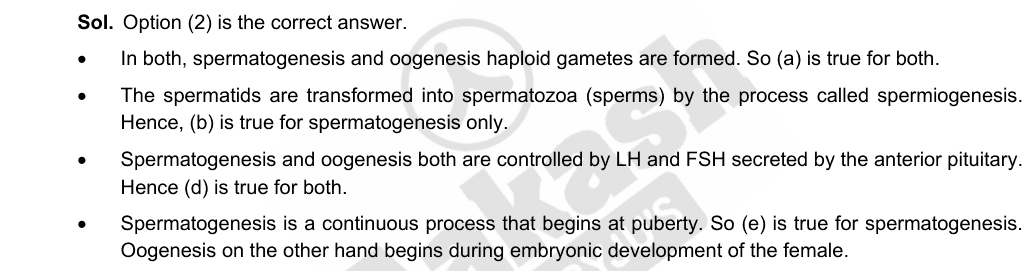 Sol. Option (2) is the correct answer.
• In both, spermatogenesis and oogenesis haploid gametes are formed. So (a) is true for both.
• The spermatids are transformed into spermatozoa (sperms) by the process called spermiogenesis.
Hence, (b) is true for spermatogenesis only.
• Spermatogenesis and oogenesis both are controlled by LH and FSH secreted by the anterior pituitary.
Hence (d) is true for both.
• Spermatogenesis is a continuous process that begins at puberty. So (e) is true for spermatogenesis.
Oogenesis on the other hand begins during embryonic development of the female.